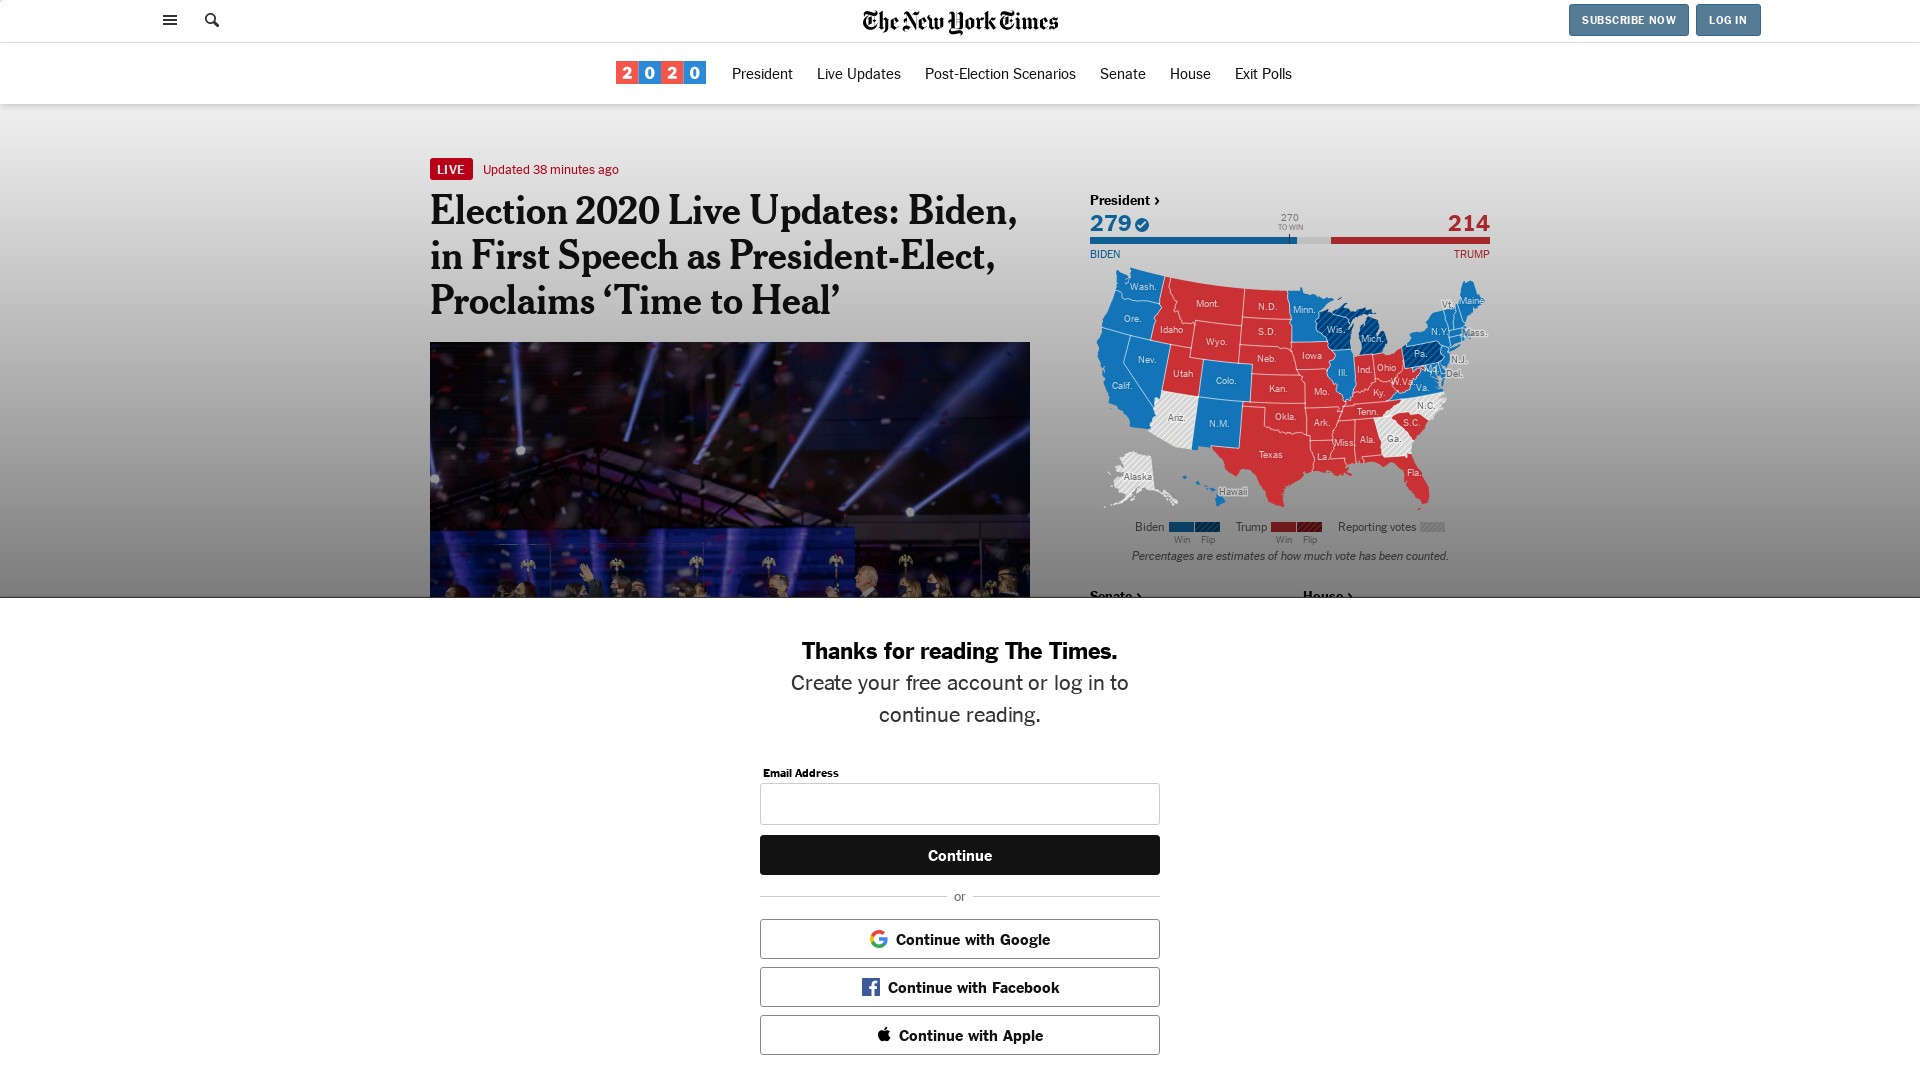 The New York Times
SUBSCRIBE NOW
LOG IN
2020
President
Live Updates
Post-Election Scenarios
Senate
House
Exit Polls
LIVE
Updated 38 minutes ago
Election 2020 Live Updates: Biden,
in First Speech as President-Elect,
Proclaims ‘Time to Heal’
President ›
279
270
TO WIN
214
BIDEN
TRUMP
Wash.
Mont.
N.D.
Minn.
Vt.
Maine
Ore.
Idaho
S.D.
Wis.
Mich.
N.Y.
Mass.
Wyo.
Nev.
Neb.
Iowa
Pa.
N.J.
Utah
Colo.
Ill.
Ind.
Ohio
Md.
Del.
Calif.
Kan.
Mo.
Ky.
W.Va.
Va.
Ariz.
N.M.
Okla.
Ark.
Tenn.
N.C.
S.C.
Texas
La.
Miss.
Ala.
Ga.
Fla.
Alaska
Hawaii
Biden
Trump
Reporting votes
Win
Flip
Win
Flip
Percentages are estimates of how much vote has been counted.
Senate ›
House ›
Thanks for reading The Times.
Create your free account or log in to
continue reading.
Email Address
Continue
or
Continue with Google
Continue with Facebook
Continue with Apple